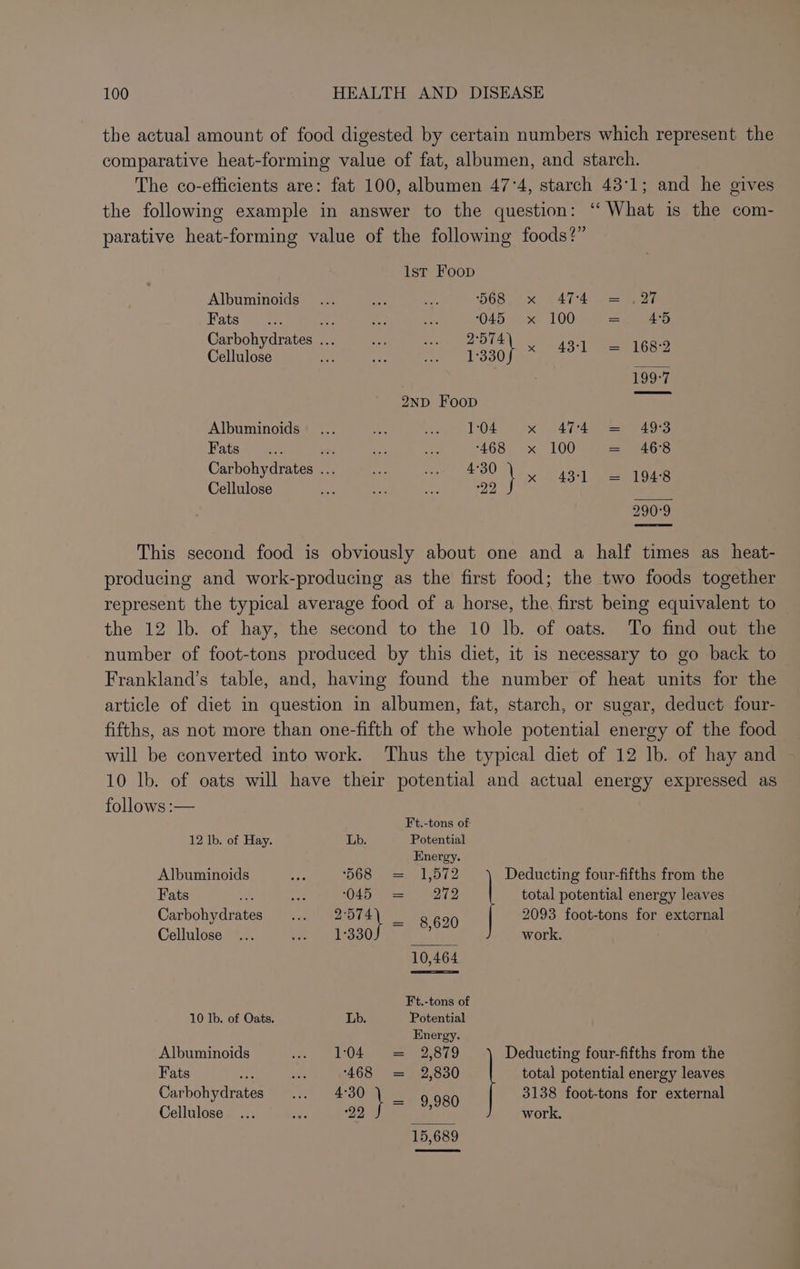 100 HEALTH AND DISEASE
the actual amount of food digested by certain numbers which represent the
comparative heat-forming value of fat, albumen, and starch.
The co-efficients are: fat 100, albumen 47·4, starch 43·1; and he gives
the following example in answer to the question: “What is the com-
parative heat-forming value of the following foods?”
1st Food
Albuminoids ... ... ... ·568 × 47·4 = 27
Fats ... ... ... ... ·045 × 100 = 4·5
Carbohydrates ... ... ... 2·574 } × 43·1 = 168·2
Cellulose ... ... ... 1·330 }
199·7
2nd Food
Albuminoids ... ... ... 1·04 × 47·4 = 49·3
Fats ... ... ... ... ·468 × 100 = 46·8
Carbohydrates ... ... ... 4·30 } × 43·1 = 194·8
Cellulose ... ... ... ·22 }
290·9
This second food is obviously about one and a half times as heat-
producing and work-producing as the first food; the two foods together
represent the typical average food of a horse, the first being equivalent to
the 12 lb. of hay, the second to the 10 lb. of oats. To find out the
number of foot-tons produced by this diet, it is necessary to go back to
Frankland’s table, and, having found the number of heat units for the
article of diet in question in albumen, fat, starch, or sugar, deduct four-
fifths, as not more than one-fifth of the whole potential energy of the food
will be converted into work. Thus the typical diet of 12 lb. of hay and
10 lb. of oats will have their potential and actual energy expressed as
follows:—
12 lb. of Hay. Lb. Ft.-tons of Potential Energy.
Albuminoids ... ·568 = 1,572 } Deducting four-fifths from the
Fats ... ... ·045 = 272 total potential energy leaves
Carbohydrates ... 2·574 } = 8,620 2093 foot-tons for external
Cellulose ... ... 1·330 } work.
10,464
10 lb. of Oats. Lb. Ft.-tons of Potential Energy.
Albuminoids ... 1·04 = 2,879 } Deducting four-fifths from the
Fats ... ... ·468 = 2,830 total potential energy leaves
Carbohydrates ... 4·30 } = 9,980 3138 foot-tons for external
Cellulose ... ... ·22 } work.
15,689